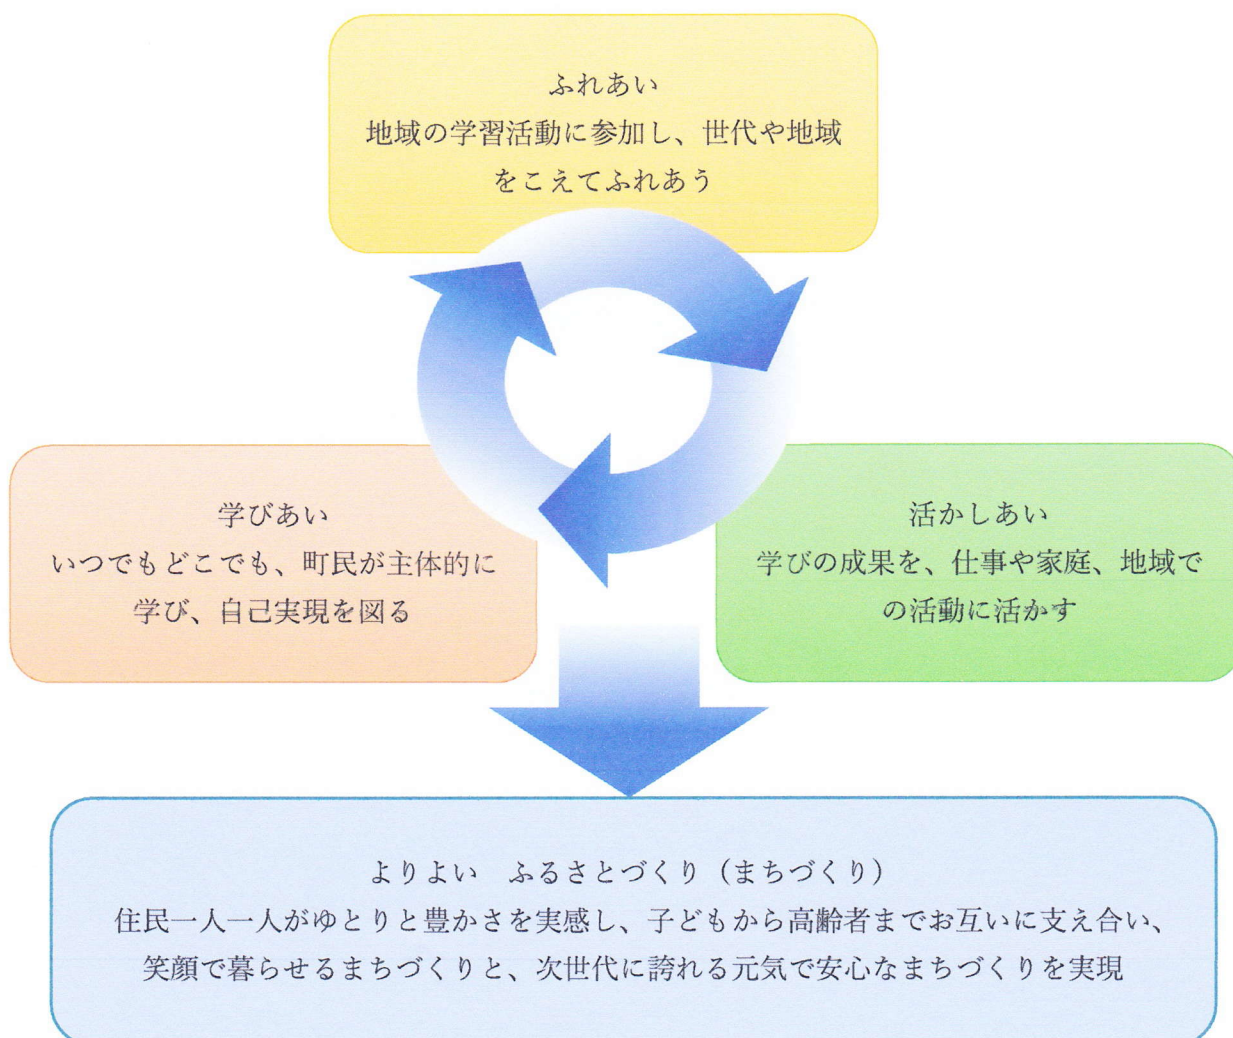 ふれあい
地域の学習活動に参加し、世代や地域
をこえてふれあう
学びあい
いつでもどこでも、町民が主体的に
学び、自己実現を図る
活かしあい
学びの成果を、仕事や家庭、地域で
の活動に活かす
よりよい　ふるさとづくり（まちづくり）
住民一人一人がゆとりと豊かさを実感し、子どもから高齢者までお互いに支え合い、
笑顔で暮らせるまちづくりと、次世代に誇れる元気で安心なまちづくりを実現